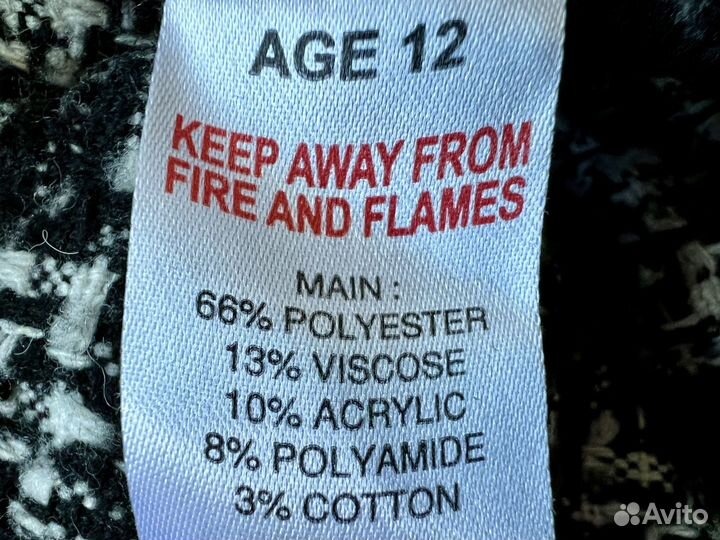 AGE 12
KEEP AWAY FROM
FIRE AND FLAMES
MAIN :
66% POLYESTER
13% VISCOSE
10% ACRYLIC
8% POLYAMIDE
3% COTTON
Avito